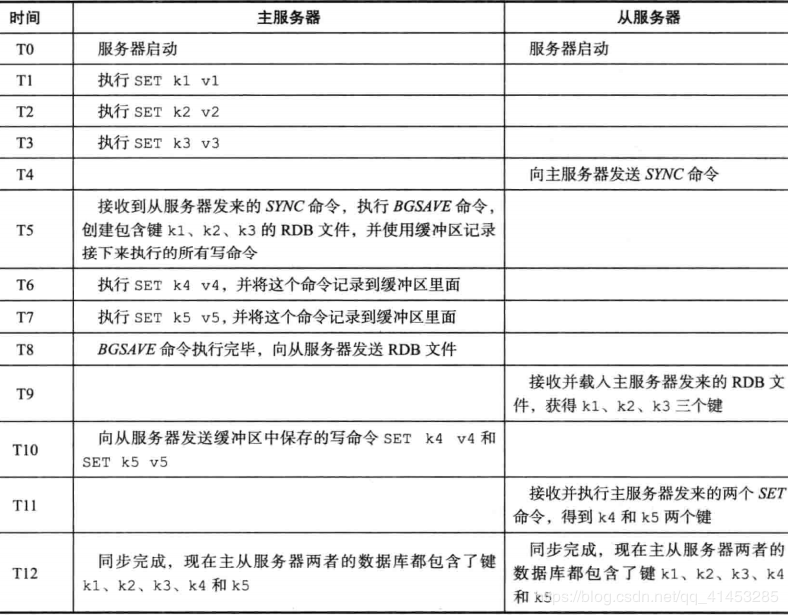 时间 主服务器 从服务器
T0 服务器启动 服务器启动
T1 执行 SET k1 v1
T2 执行 SET k2 v2
T3 执行 SET k3 v3
T4 向主服务器发送 SYNC 命令
T5 接收到从服务器发来的 SYNC 命令，执行 BGSAVE 命令，
创建包含键 k1、k2、k3 的 RDB 文件，并使用缓冲区记录
接下来执行的所有写命令
T6 执行 SET k4 v4，并将这个命令记录到缓冲区里面
T7 执行 SET k5 v5，并将这个命令记录到缓冲区里面
T8 BGSAVE 命令执行完毕，向从服务器发送 RDB 文件
T9 接收并载入主服务器发来的 RDB 文
件，获得 k1、k2、k3 三个键
T10 向从服务器发送缓冲区中保存的写命令 SET k4 v4 和
SET k5 v5
T11 接收并执行主服务器发来的两个 SET
命令，得到 k4 和 k5 两个键
T12 同步完成，现在主从服务器两者的数据库都包含了键
k1、k2、k3、k4 和 k5
同步完成，现在主从服务器两者的
数据库都包含了键 k1、k2、k3、k4
和 k5
https://blog.csdn.net/qq_41453285